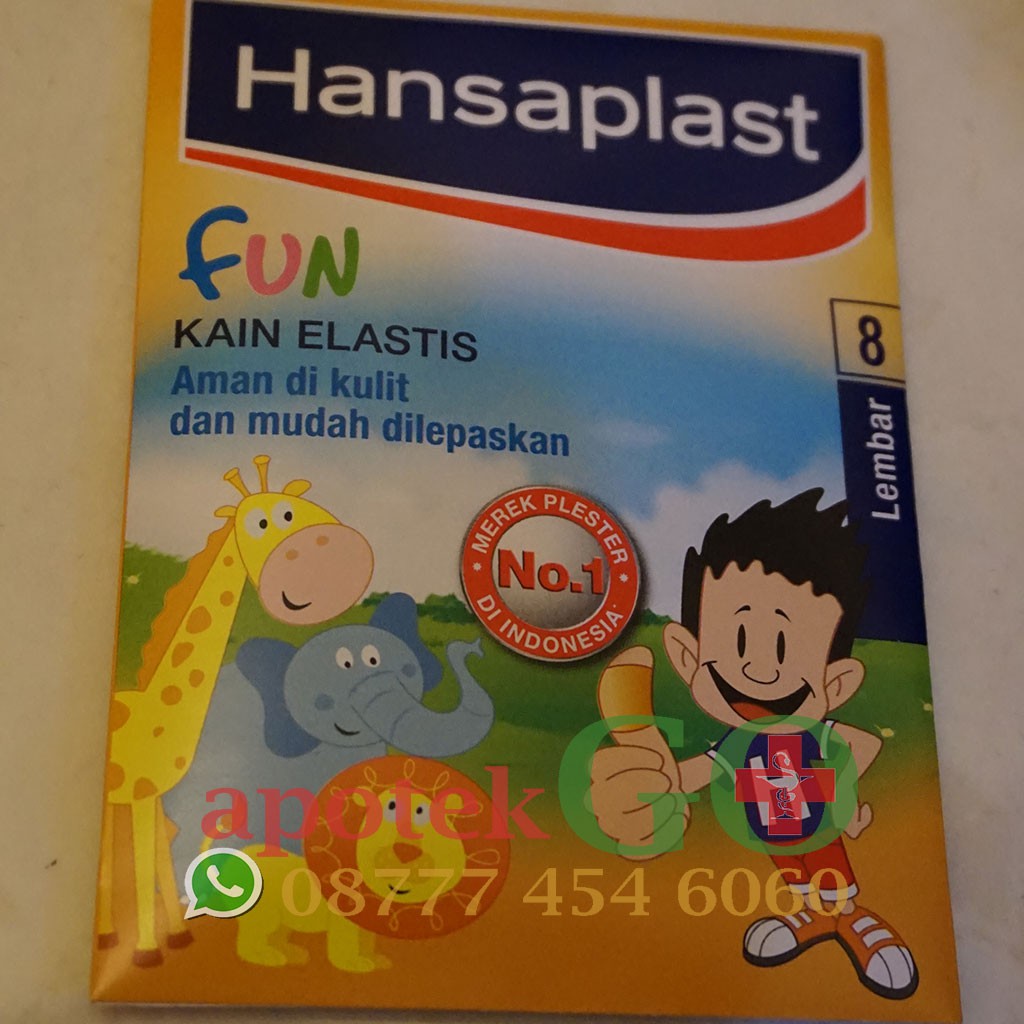 Hansaplast
FUN
KAIN ELASTIS
Aman di kulit
dan mudah dilepaskan
8
Lembar
MEREK PLESTER
No.1
DI INDONESIA
apotek GO
08777 454 6060